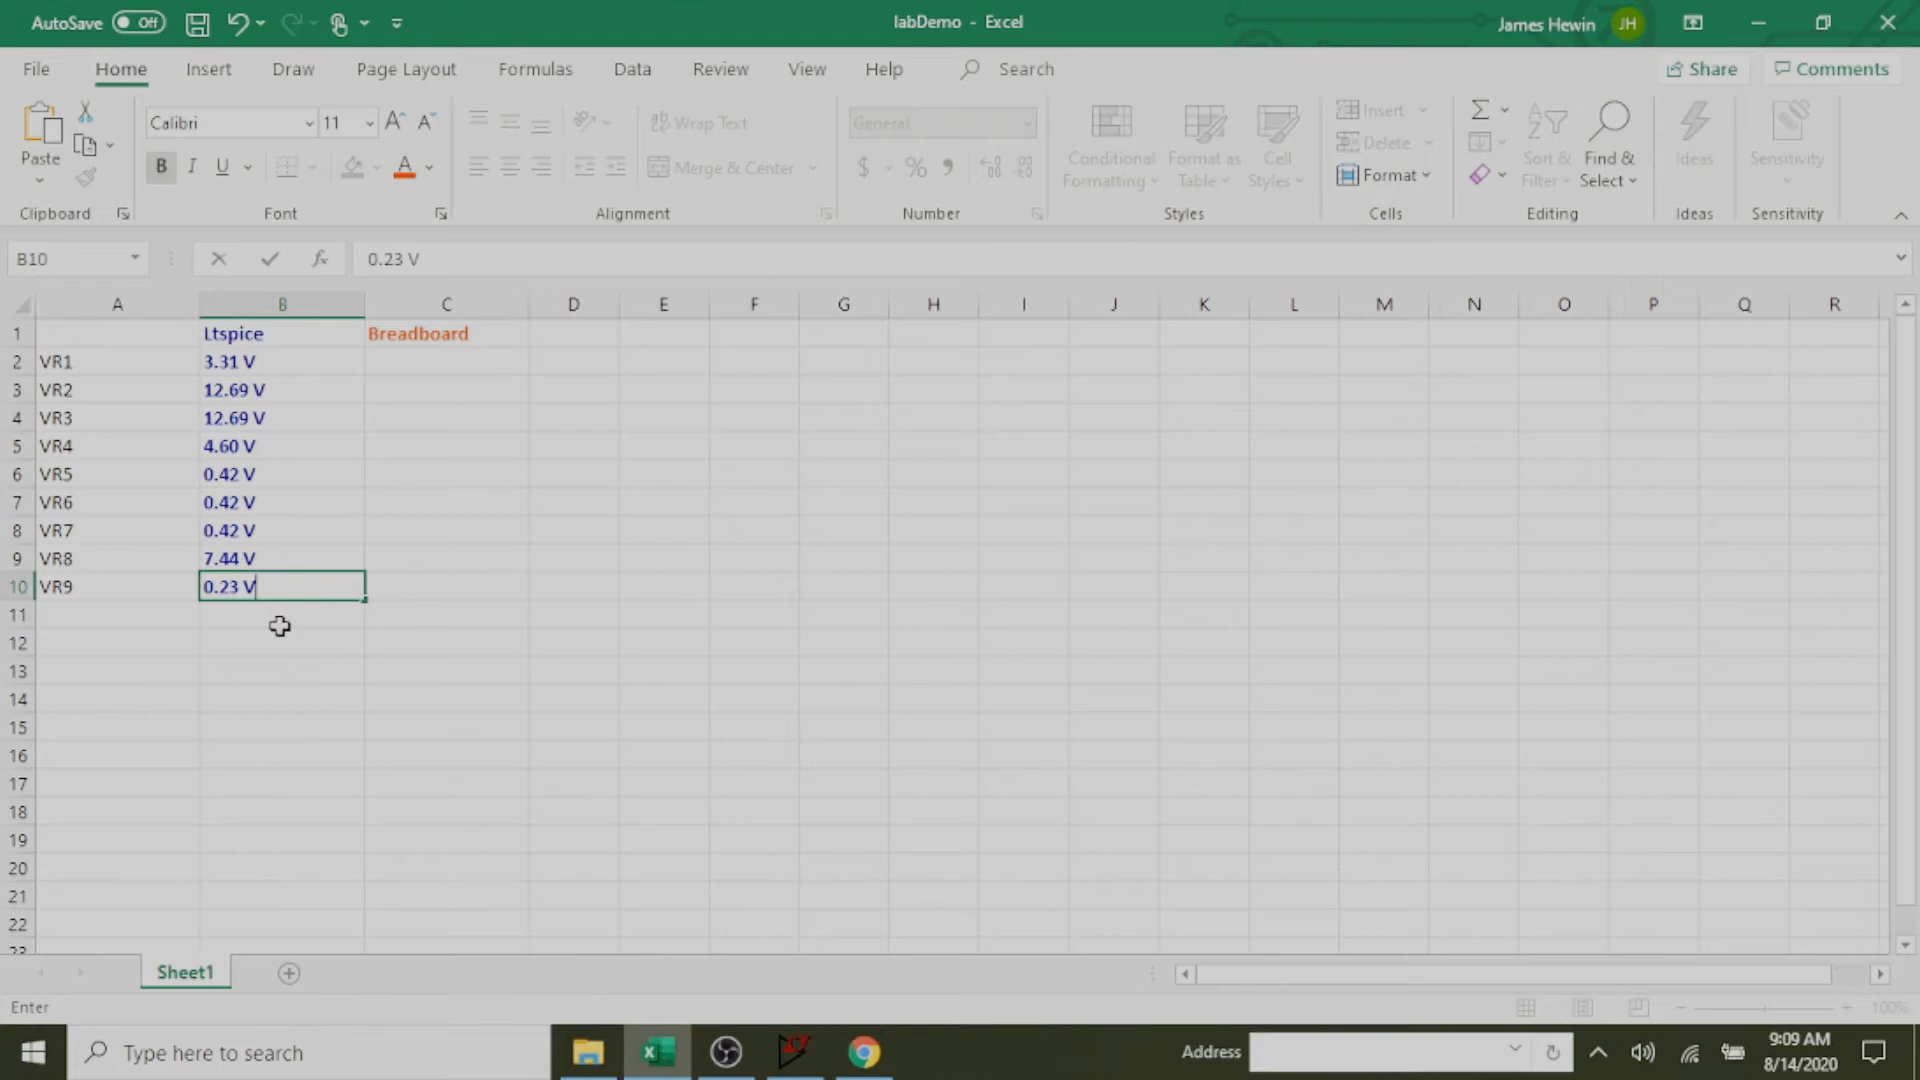 AutoSave Off labDemo - Excel James Hewin JH
File Home Insert Draw Page Layout Formulas Data Review View Help Search Share Comments
Calibri 11 Wrap Text General Insert
Paste B I U Merge & Center $ % Conditional Formatting Format as Table Cell Styles Delete Format Sort & Filter Find & Select Ideas Sensitivity
Clipboard Font Alignment Number Styles Cells Editing Ideas Sensitivity
B10 fx 0.23 V
A B C D E F G H I J K L M N O P Q R
1 Ltspice Breadboard
2 VR1 3.31 V
3 VR2 12.69 V
4 VR3 12.69 V
5 VR4 4.60 V
6 VR5 0.42 V
7 VR6 0.42 V
8 VR7 0.42 V
9 VR8 7.44 V
10 VR9 0.23 V
11
12
13
14
15
16
17
18
19
20
21
22
23
Sheet1
Enter 100%
Type here to search Address 9:09 AM
8/14/2020